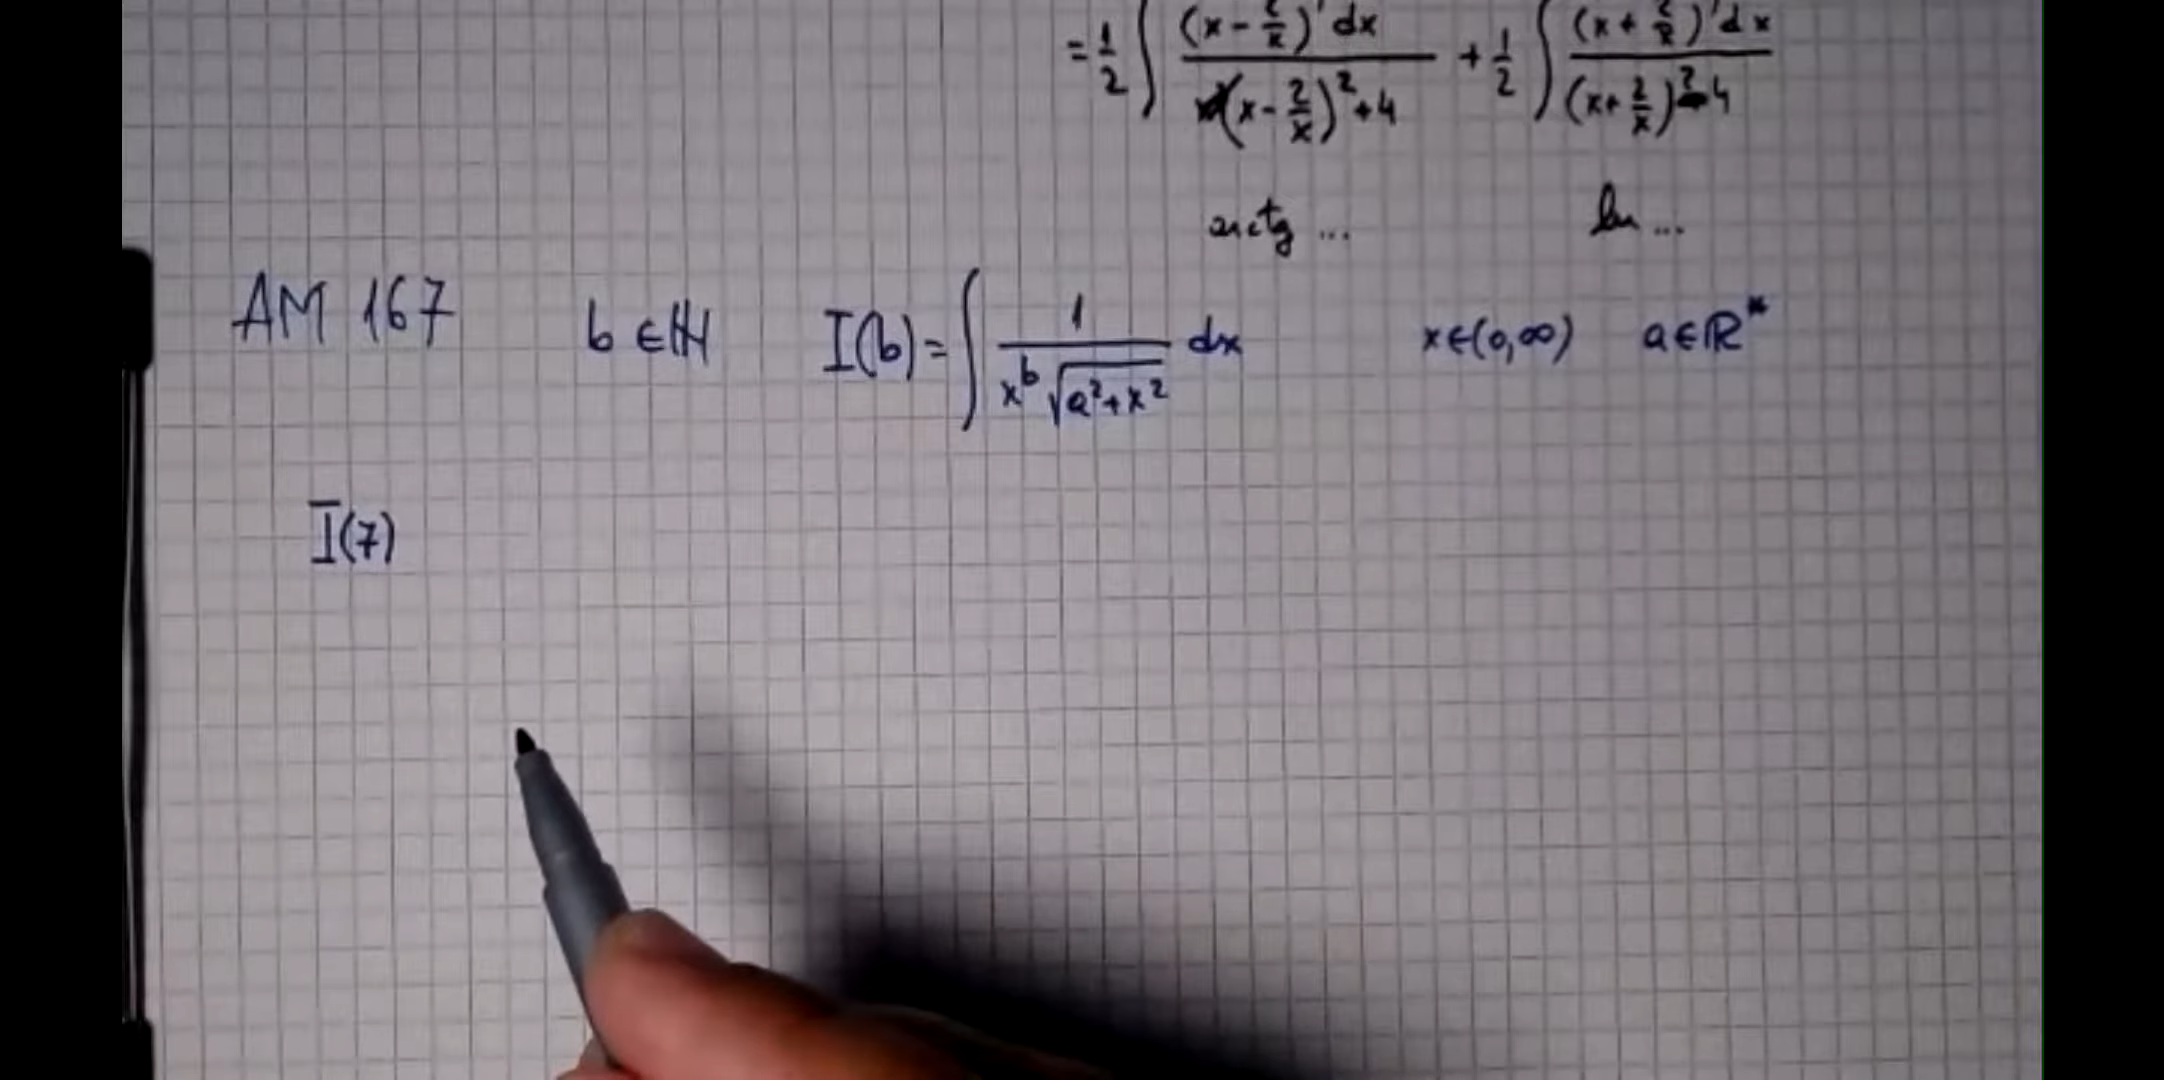 = 1/2 ∫ (x - 2/x)' dx / ((x - 2/x)² + 4) + 1/2 ∫ (x + 2/x)' dx / ((x + 2/x)² - 4)
arctg ... ln ...
AM 167 b ∈ ℕ I(b) = ∫ 1 / (x^b √(a² + x²)) dx x ∈ (0, ∞) a ∈ ℝ*
I(7)